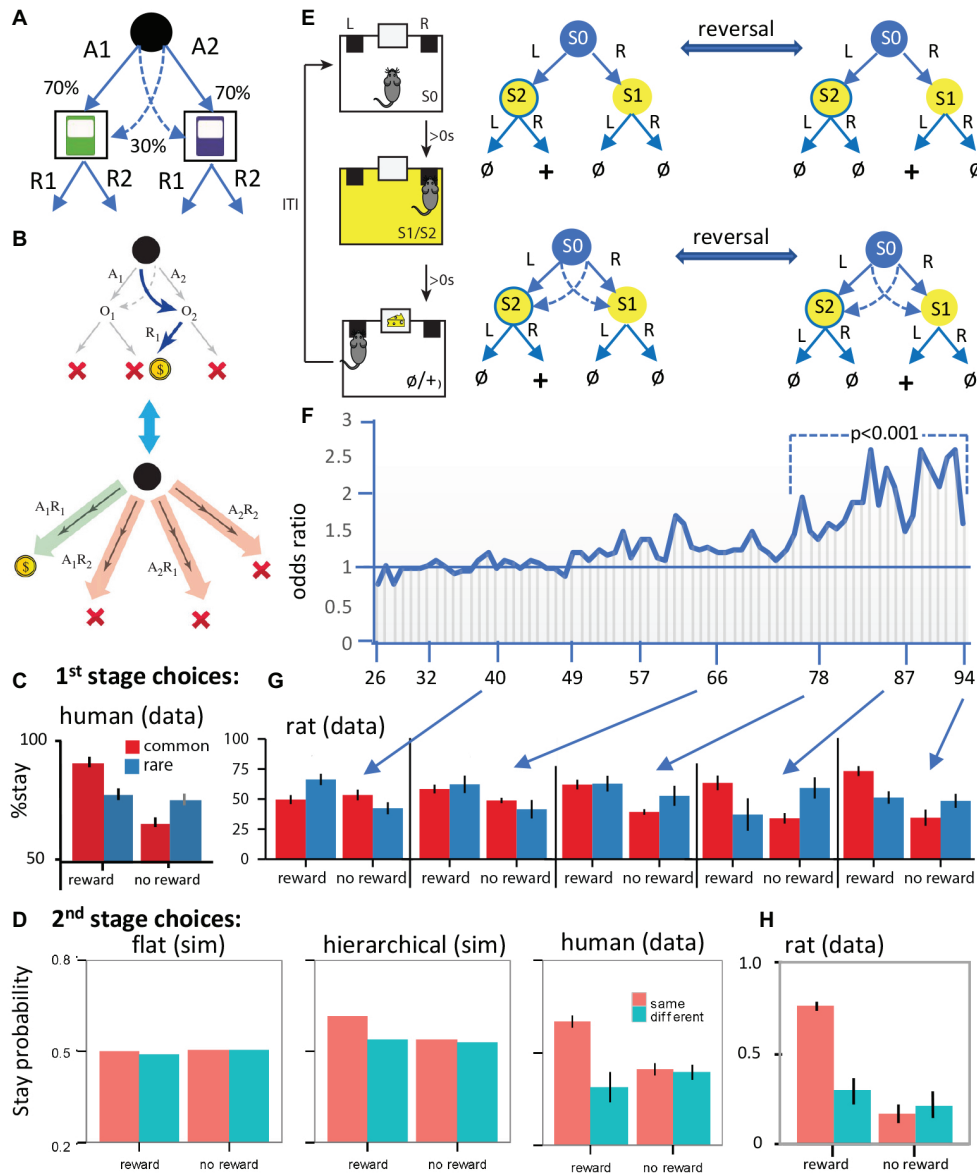 A
A1 A2
70% 70%
30%
R1 R2 R1 R2
B
A1 A2
O1 O2
R1
$
A1R1 A2R2
A1R2 A2R1
$
C 1st stage choices:
human (data)
100
%stay
50
common
rare
reward no reward
E
L R
S0
>0s
S1/S2
ITI
>0s
ø/+)
reversal
S0 S0
L R L R
S2 S1 S2 S1
L R L R L R L R
ø + ø ø ø ø + ø
reversal
S0 S0
L R L R
S2 S1 S2 S1
L R L R L R L R
ø + ø ø ø ø + ø
F
3
2.5
2
1.5
1
0.5
0
odds ratio
p<0.001
26 32 40 49 57 66 78 87 94
G
rat (data)
100
75
50
25
0
reward no reward reward no reward reward no reward reward no reward reward no reward
D 2nd stage choices:
flat (sim) hierarchical (sim) human (data)
Stay probability
0.8
0.5
0.2
same
different
reward no reward reward no reward reward no reward
H
rat (data)
1.0
0.5
0
reward no reward